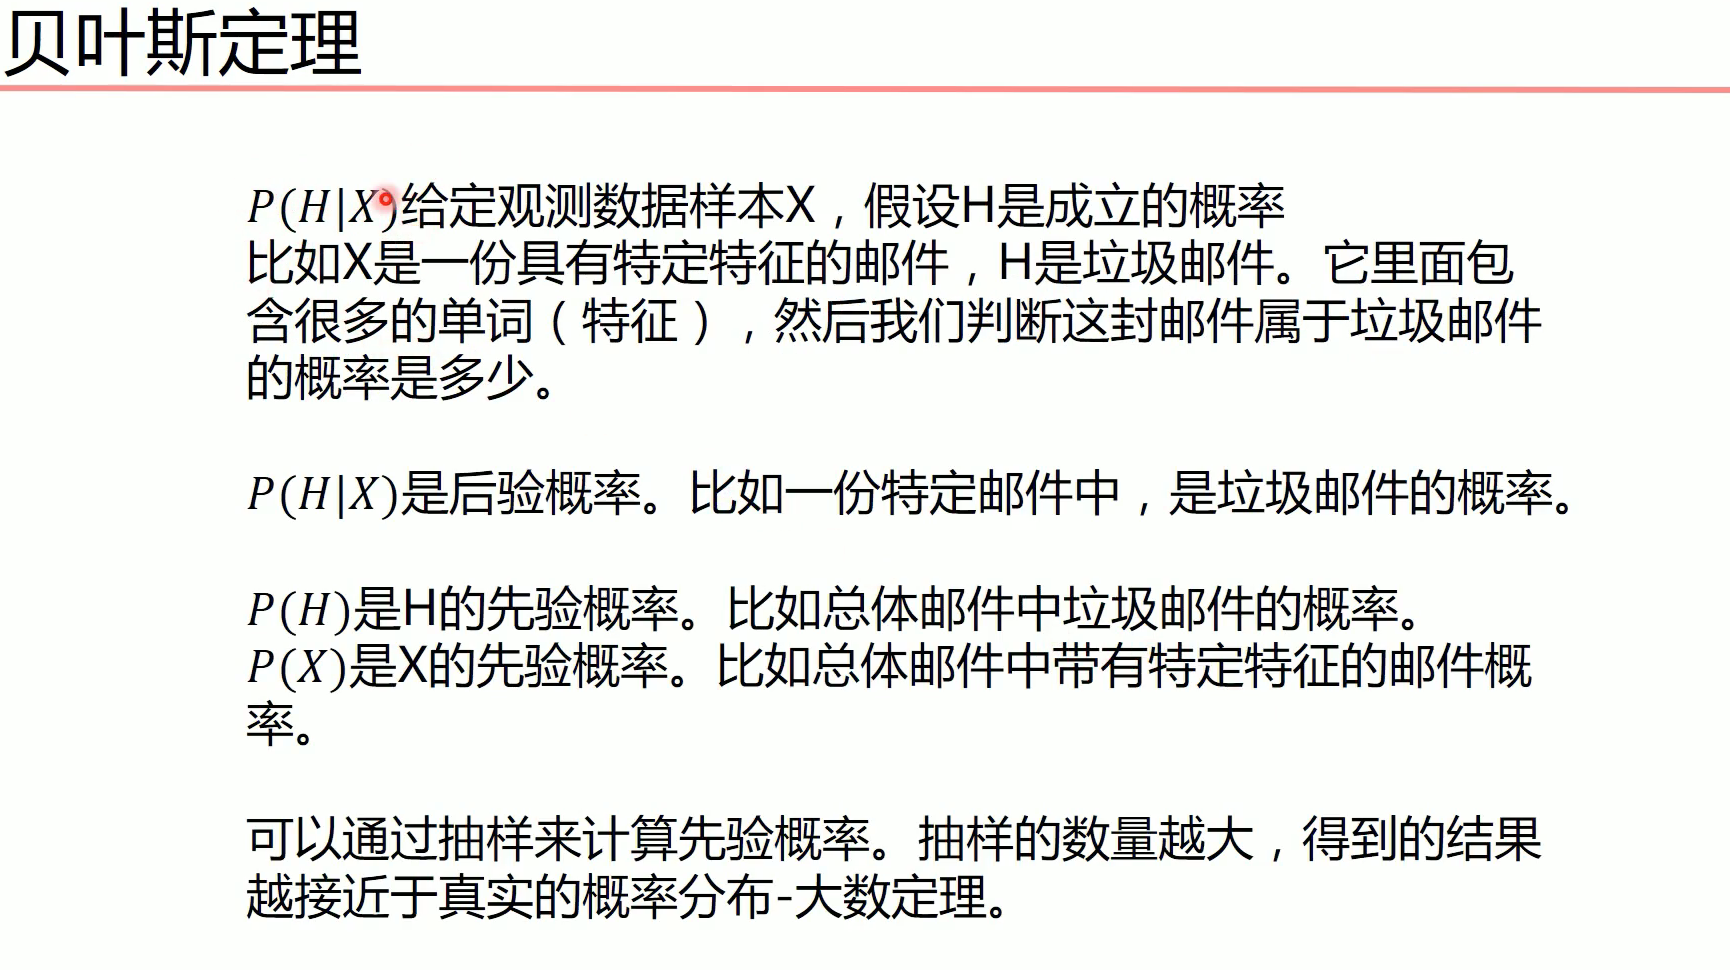 贝叶斯定理
P(H|X)给定观测数据样本X，假设H是成立的概率
比如X是一份具有特定特征的邮件，H是垃圾邮件。它里面包
含很多的单词（特征），然后我们判断这封邮件属于垃圾邮件
的概率是多少。
P(H|X)是后验概率。比如一份特定邮件中，是垃圾邮件的概率。
P(H)是H的先验概率。比如总体邮件中垃圾邮件的概率。
P(X)是X的先验概率。比如总体邮件中带有特定特征的邮件概
率。
可以通过抽样来计算先验概率。抽样的数量越大，得到的结果
越接近于真实的概率分布-大数定理。